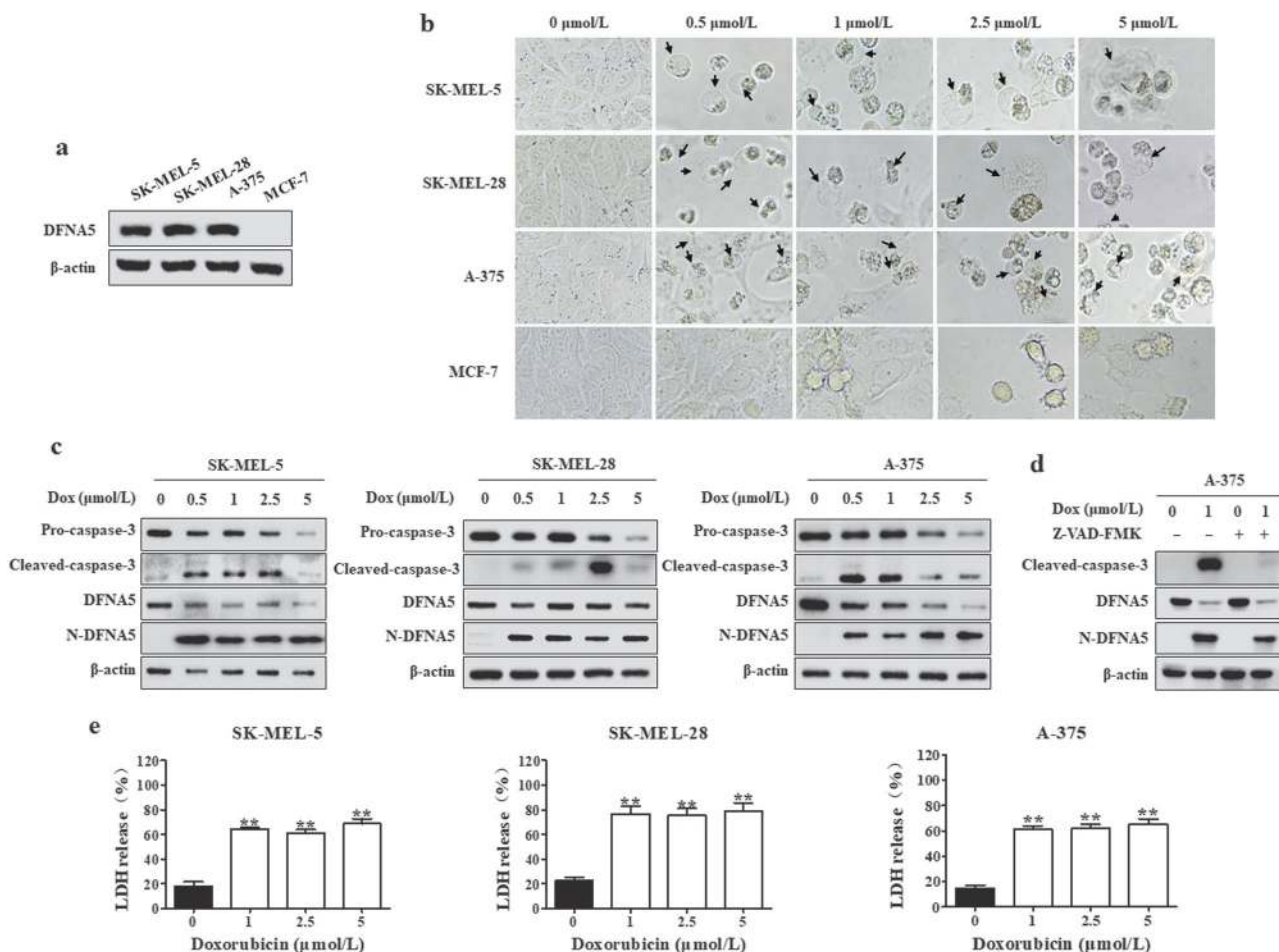 a
SK-MEL-5
SK-MEL-28
A-375
MCF-7
DFNA5
β-actin
b
0 μmol/L 0.5 μmol/L 1 μmol/L 2.5 μmol/L 5 μmol/L
SK-MEL-5
SK-MEL-28
A-375
MCF-7
c
SK-MEL-5
Dox (μmol/L) 0 0.5 1 2.5 5
Pro-caspase-3
Cleaved-caspase-3
DFNA5
N-DFNA5
β-actin
SK-MEL-28
Dox (μmol/L) 0 0.5 1 2.5 5
Pro-caspase-3
Cleaved-caspase-3
DFNA5
N-DFNA5
β-actin
A-375
Dox (μmol/L) 0 0.5 1 2.5 5
Pro-caspase-3
Cleaved-caspase-3
DFNA5
N-DFNA5
β-actin
d
A-375
Dox (μmol/L) 0 1 0 1
Z-VAD-FMK – – + +
Cleaved-caspase-3
DFNA5
N-DFNA5
β-actin
e
SK-MEL-5
LDH release (%)
120
100
80
60
40
20
0
** ** **
0 1 2.5 5
Doxorubicin (μmol/L)
SK-MEL-28
LDH release (%)
120
100
80
60
40
20
0
** ** **
0 1 2.5 5
Doxorubicin (μmol/L)
A-375
LDH release (%)
120
100
80
60
40
20
0
** ** **
0 1 2.5 5
Doxorubicin (μmol/L)